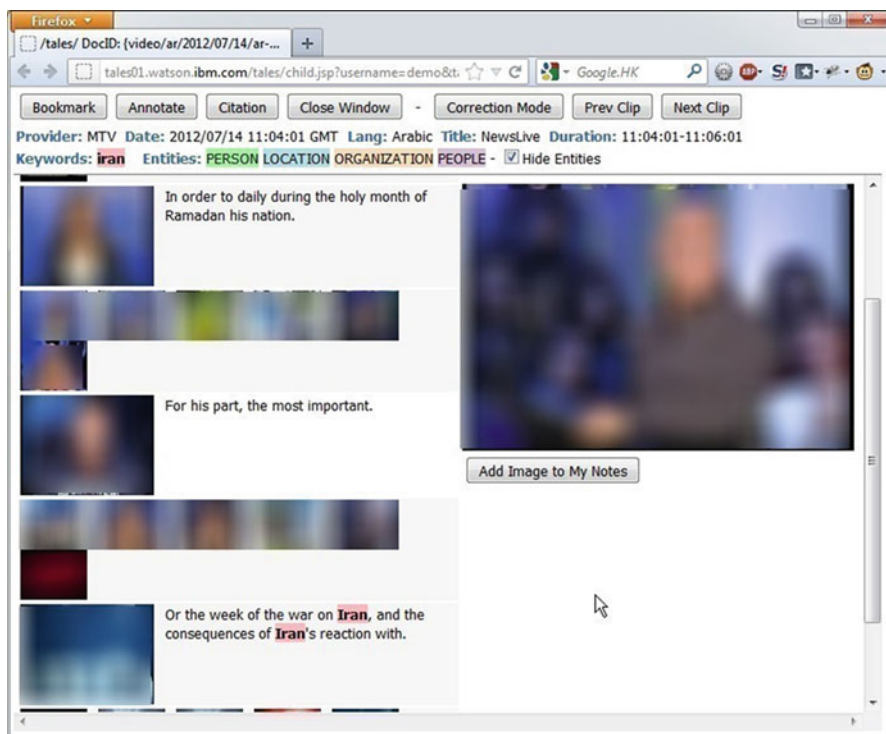 Firefox
/tales/ DocID: {video/ar/2012/07/14/ar-...
tales01.watson.ibm.com/tales/child.jsp?username=demo&t
Google.HK
Bookmark Annotate Citation Close Window - Correction Mode Prev Clip Next Clip
Provider: MTV Date: 2012/07/14 11:04:01 GMT Lang: Arabic Title: NewsLive Duration: 11:04:01-11:06:01
Keywords: iran Entities: PERSON LOCATION ORGANIZATION PEOPLE - Hide Entities
In order to daily during the holy month of
Ramadan his nation.
For his part, the most important.
Add Image to My Notes
Or the week of the war on Iran, and the
consequences of Iran's reaction with.